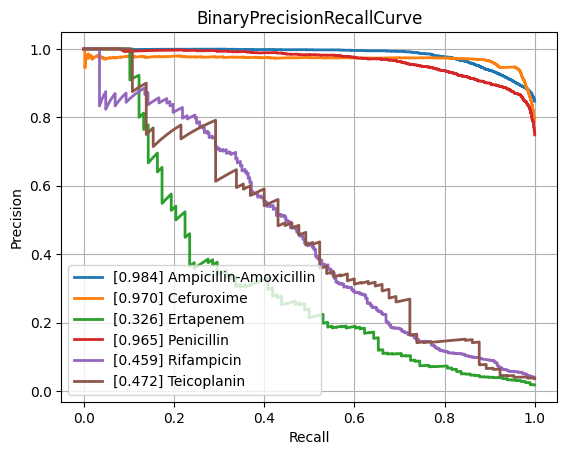 BinaryPrecisionRecallCurve
Precision
1.0
0.8
0.6
0.4
0.2
0.0
[0.984] Ampicillin-Amoxicillin
[0.970] Cefuroxime
[0.326] Ertapenem
[0.965] Penicillin
[0.459] Rifampicin
[0.472] Teicoplanin
0.0 0.2 0.4 0.6 0.8 1.0
Recall